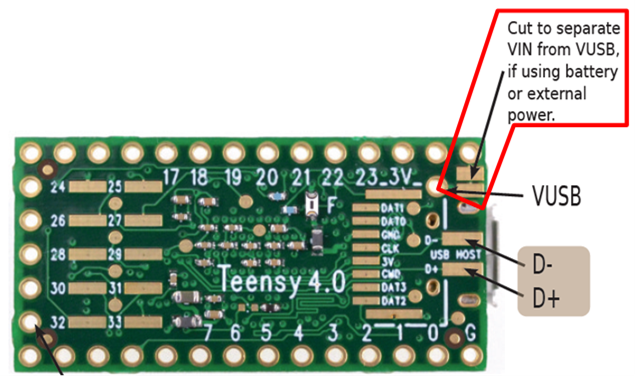 Cut to separate
VIN from VUSB,
if using battery
or external
power.
17 18 19 20 21 22 23 3V
24 25
VUSB
F
DAT1
26 27
DAT0
GND
D-
CLK
USB HOST
28 29
3V
D-
Teensy 4.0
CMD
D+
30 31
DAT3
D+
DAT2
32 33
7 6 5 4 3 2 1 0 G